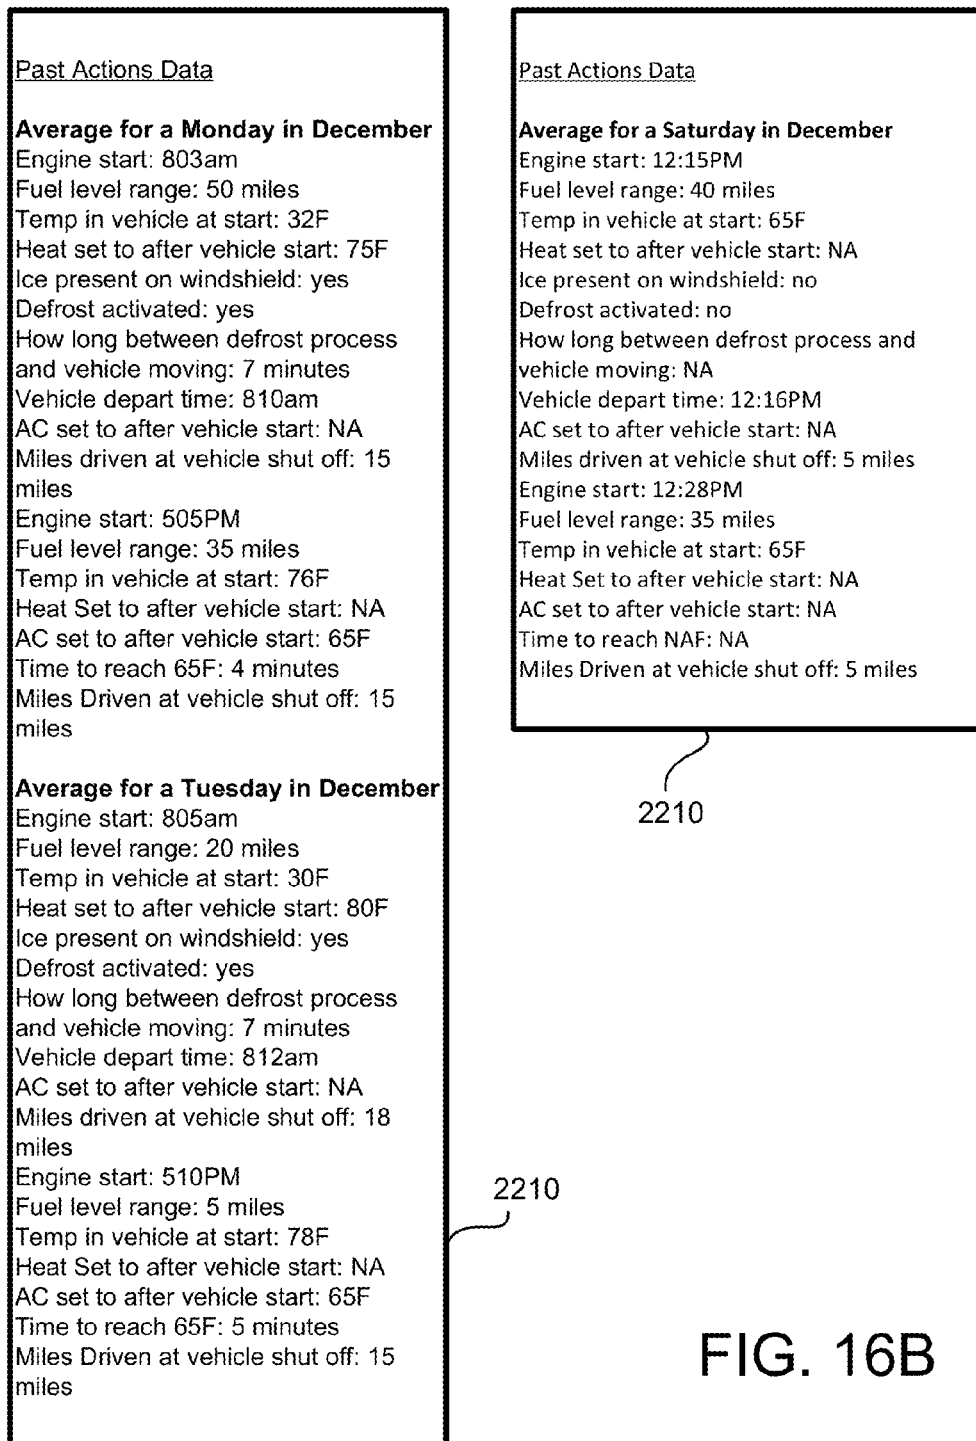 Past Actions Data
Average for a Monday in December
Engine start: 803am
Fuel level range: 50 miles
Temp in vehicle at start: 32F
Heat set to after vehicle start: 75F
Ice present on windshield: yes
Defrost activated: yes
How long between defrost process
and vehicle moving: 7 minutes
Vehicle depart time: 810am
AC set to after vehicle start: NA
Miles driven at vehicle shut off: 15
miles
Engine start: 505PM
Fuel level range: 35 miles
Temp in vehicle at start: 76F
Heat Set to after vehicle start: NA
AC set to after vehicle start: 65F
Time to reach 65F: 4 minutes
Miles Driven at vehicle shut off: 15
miles
Average for a Tuesday in December
Engine start: 805am
Fuel level range: 20 miles
Temp in vehicle at start: 30F
Heat set to after vehicle start: 80F
Ice present on windshield: yes
Defrost activated: yes
How long between defrost process
and vehicle moving: 7 minutes
Vehicle depart time: 812am
AC set to after vehicle start: NA
Miles driven at vehicle shut off: 18
miles
Engine start: 510PM
Fuel level range: 5 miles
Temp in vehicle at start: 78F
Heat Set to after vehicle start: NA
AC set to after vehicle start: 65F
Time to reach 65F: 5 minutes
Miles Driven at vehicle shut off: 15
miles
2210
Past Actions Data
Average for a Saturday in December
Engine start: 12:15PM
Fuel level range: 40 miles
Temp in vehicle at start: 65F
Heat set to after vehicle start: NA
Ice present on windshield: no
Defrost activated: no
How long between defrost process and
vehicle moving: NA
Vehicle depart time: 12:16PM
AC set to after vehicle start: NA
Miles driven at vehicle shut off: 5 miles
Engine start: 12:28PM
Fuel level range: 35 miles
Temp in vehicle at start: 65F
Heat Set to after vehicle start: NA
AC set to after vehicle start: NA
Time to reach NAF: NA
Miles Driven at vehicle shut off: 5 miles
2210
FIG. 16B